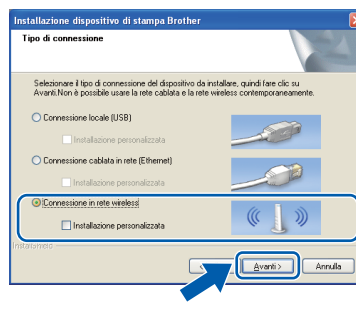 Installazione dispositivo di stampa Brother
Tipo di connessione
Selezionare il tipo di connessione del dispositivo da installare, quindi fare clic su
Avanti.Non è possibile usare la rete cablata e la rete wireless contemporaneamente.
Connessione locale (USB)
Installazione personalizzata
Connessione cablata in rete (Ethernet)
Installazione personalizzata
Connessione in rete wireless
Installazione personalizzata
InstallShield
< Avanti > Annulla